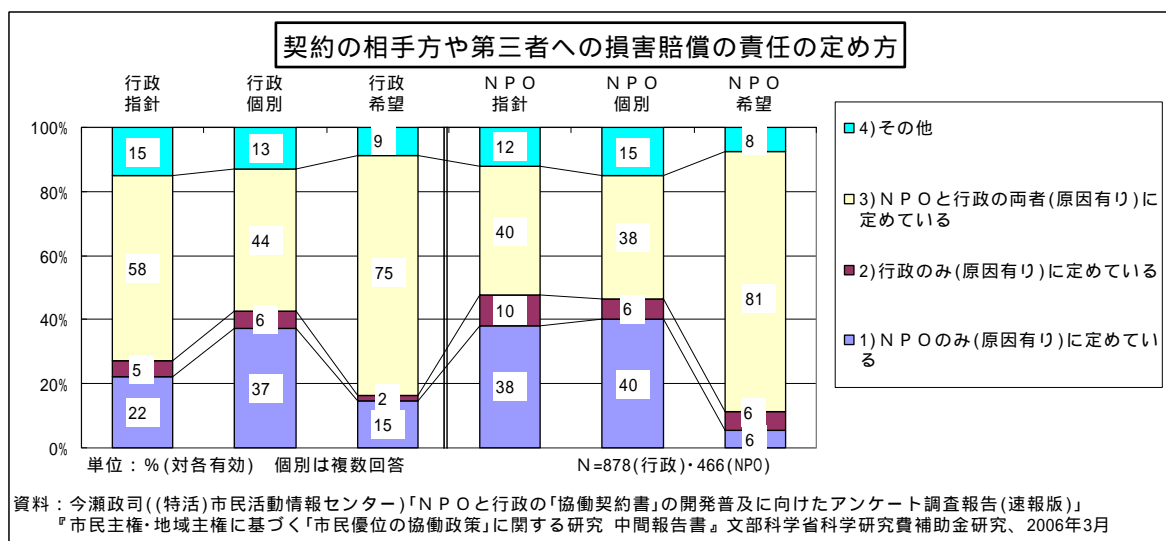 契約の相手方や第三者への損害賠償の責任の定め方
行政
指針
行政
個別
行政
希望
ＮＰＯ
指針
ＮＰＯ
個別
ＮＰＯ
希望
100%
80%
60%
40%
20%
0%
15
13
9
12
15
8
58
44
75
40
38
81
5
6
2
10
6
6
22
37
15
38
40
6
4)その他
3)ＮＰＯと行政の両者(原因有り)に
定めている
2)行政のみ(原因有り)に定めている
1)ＮＰＯのみ(原因有り)に定めてい
る
単位：%(対各有効)　個別は複数回答
N=878(行政)・466(NPO)
資料：今瀬政司((特活)市民活動情報センター)「ＮＰＯと行政の「協働契約書」の開発普及に向けたアンケート調査報告(速報版)」
『市民主権・地域主権に基づく「市民優位の協働政策」に関する研究 中間報告書』文部科学省科学研究費補助金研究、2006年3月